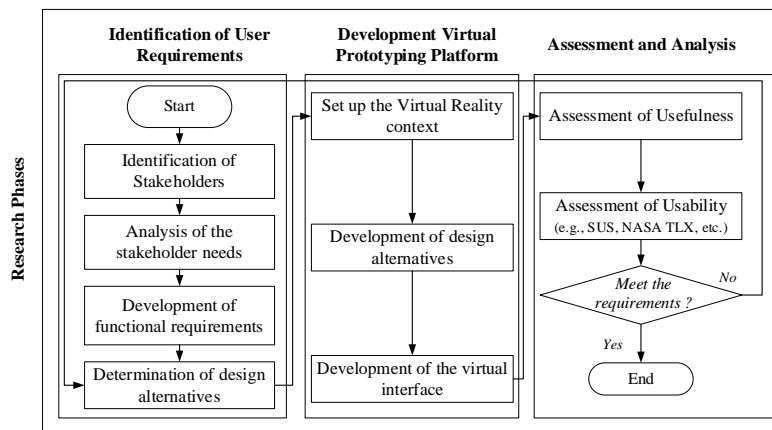 Research Phases
Identification of User
Requirements
Start
Identification of
Stakeholders
Analysis of the
stakeholder needs
Development of
functional requirements
Determination of design
alternatives
Development Virtual
Prototyping Platform
Set up the Virtual Reality
context
Development of design
alternatives
Development of the virtual
interface
Assessment and Analysis
Assessment of Usefulness
Assessment of Usability
(e.g., SUS, NASA TLX, etc.)
Meet the
requirements ?
No
Yes
End